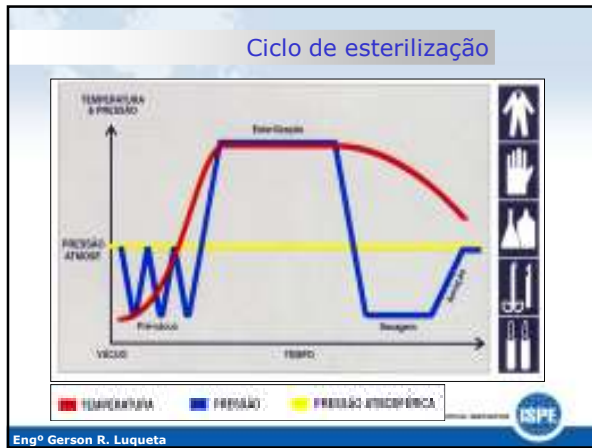 Ciclo de esterilização
TEMPERATURA
& PRESSÃO
Esterilização
PRESSÃO
ATMOSF.
Pré-vácuo
Secagem
Aeração
VÁCUO
TEMPO
TEMPERATURA
PRESSÃO
PRESSÃO ATMOSFÉRICA
ISPE
Engº Gerson R. Luqueta